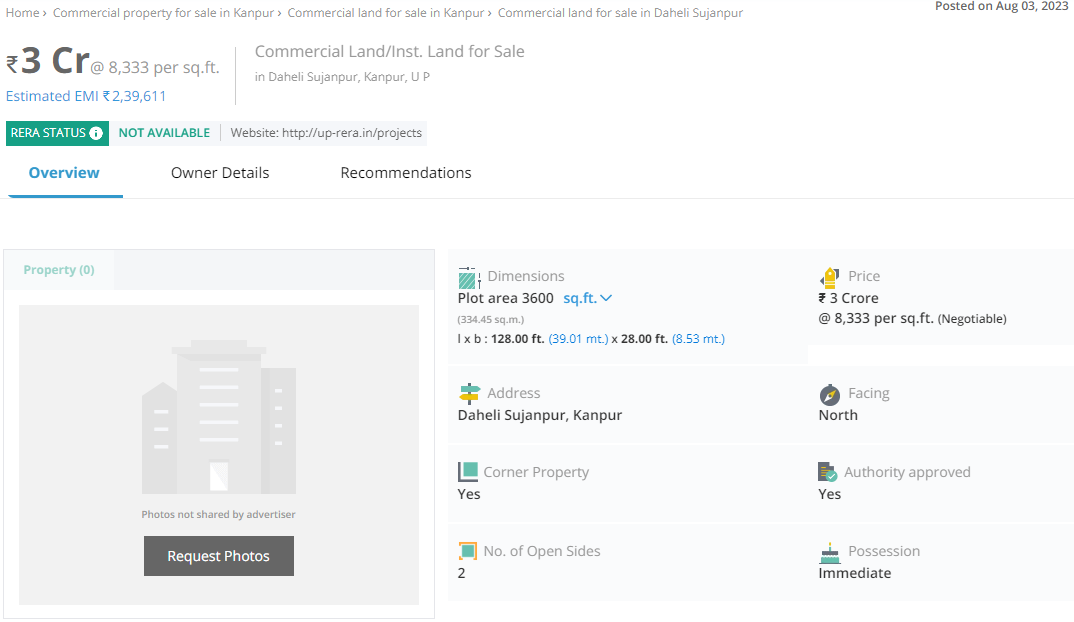 Home › Commercial property for sale in Kanpur › Commercial land for sale in Kanpur › Commercial land for sale in Daheli Sujanpur
Posted on Aug 03, 2023
₹ 3 Cr @ 8,333 per sq.ft.
Estimated EMI ₹ 2,39,611
Commercial Land/Inst. Land for Sale
in Daheli Sujanpur, Kanpur, U P
RERA STATUS i NOT AVAILABLE Website: http://up-rera.in/projects
Overview Owner Details Recommendations
Property (0)
Photos not shared by advertiser
Request Photos
Dimensions
Plot area 3600 sq.ft.
(334.45 sq.m.)
l x b : 128.00 ft. (39.01 mt.) x 28.00 ft. (8.53 mt.)
Price
₹ 3 Crore
@ 8,333 per sq.ft. (Negotiable)
Address
Daheli Sujanpur, Kanpur
Facing
North
Corner Property
Yes
Authority approved
Yes
No. of Open Sides
2
Possession
Immediate